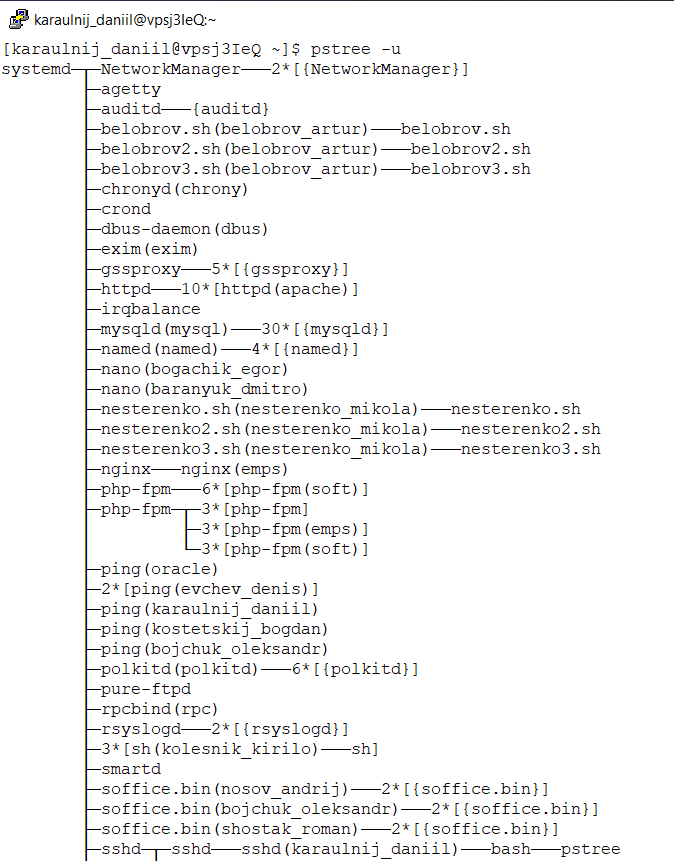 karaulnij_daniil@vpsj3IeQ:~
[karaulnij_daniil@vpsj3IeQ ~]$ pstree -u
systemd─┬─NetworkManager───2*[{NetworkManager}]
        ├─agetty
        ├─auditd───{auditd}
        ├─belobrov.sh(belobrov_artur)───belobrov.sh
        ├─belobrov2.sh(belobrov_artur)───belobrov2.sh
        ├─belobrov3.sh(belobrov_artur)───belobrov3.sh
        ├─chronyd(chrony)
        ├─crond
        ├─dbus-daemon(dbus)
        ├─exim(exim)
        ├─gssproxy───5*[{gssproxy}]
        ├─httpd───10*[httpd(apache)]
        ├─irqbalance
        ├─mysqld(mysql)───30*[{mysqld}]
        ├─named(named)───4*[{named}]
        ├─nano(bogachik_egor)
        ├─nano(baranyuk_dmitro)
        ├─nesterenko.sh(nesterenko_mikola)───nesterenko.sh
        ├─nesterenko2.sh(nesterenko_mikola)───nesterenko2.sh
        ├─nesterenko3.sh(nesterenko_mikola)───nesterenko3.sh
        ├─nginx───nginx(emps)
        ├─php-fpm───6*[php-fpm(soft)]
        ├─php-fpm─┬─3*[php-fpm]
        │         ├─3*[php-fpm(emps)]
        │         └─3*[php-fpm(soft)]
        ├─ping(oracle)
        ├─2*[ping(evchev_denis)]
        ├─ping(karaulnij_daniil)
        ├─ping(kostetskij_bogdan)
        ├─ping(bojchuk_oleksandr)
        ├─polkitd(polkitd)───6*[{polkitd}]
        ├─pure-ftpd
        ├─rpcbind(rpc)
        ├─rsyslogd───2*[{rsyslogd}]
        ├─3*[sh(kolesnik_kirilo)───sh]
        ├─smartd
        ├─soffice.bin(nosov_andrij)───2*[{soffice.bin}]
        ├─soffice.bin(bojchuk_oleksandr)───2*[{soffice.bin}]
        ├─soffice.bin(shostak_roman)───2*[{soffice.bin}]
        ├─sshd─┬─sshd───sshd(karaulnij_daniil)───bash───pstree